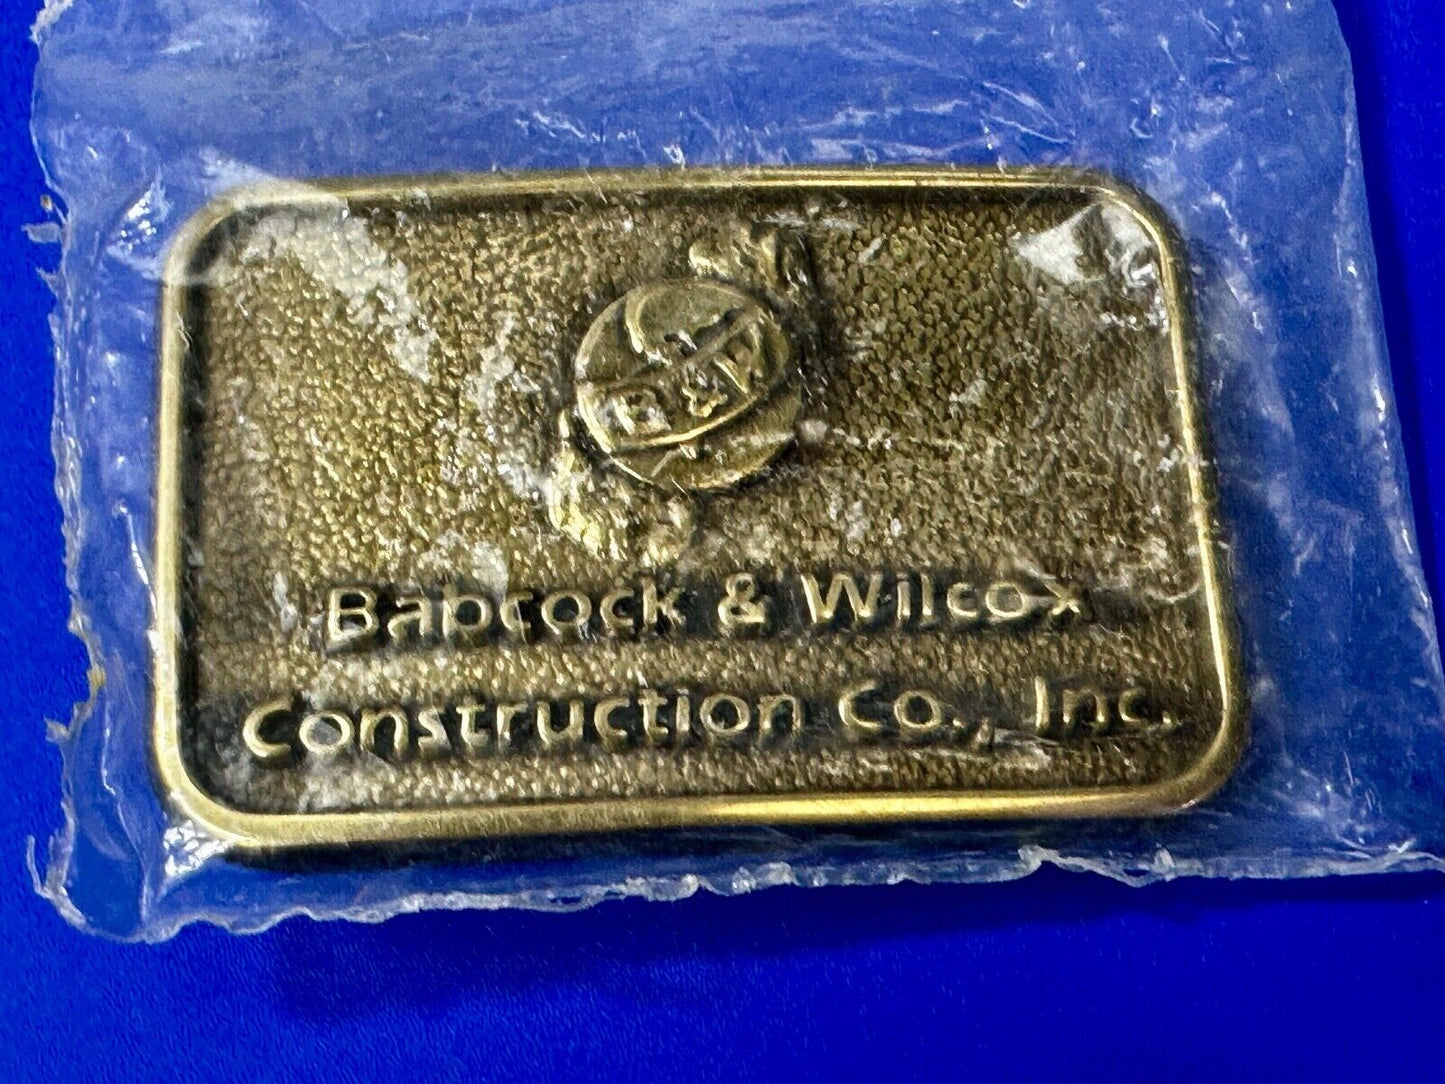 B & W
Babcock & Wilcox
Construction Co., Inc.